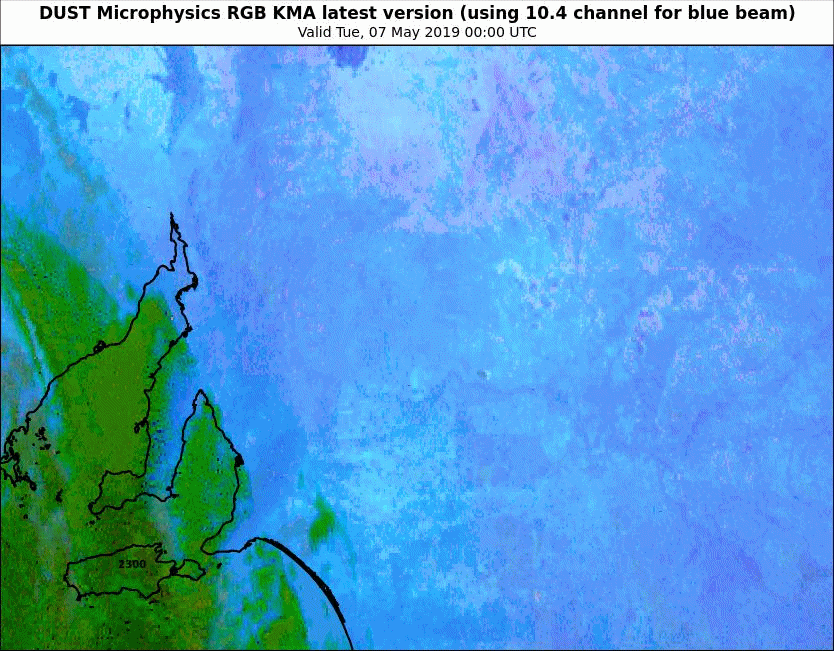 DUST Microphysics RGB KMA latest version (using 10.4 channel for blue beam)
Valid Tue, 07 May 2019 00:00 UTC
2300